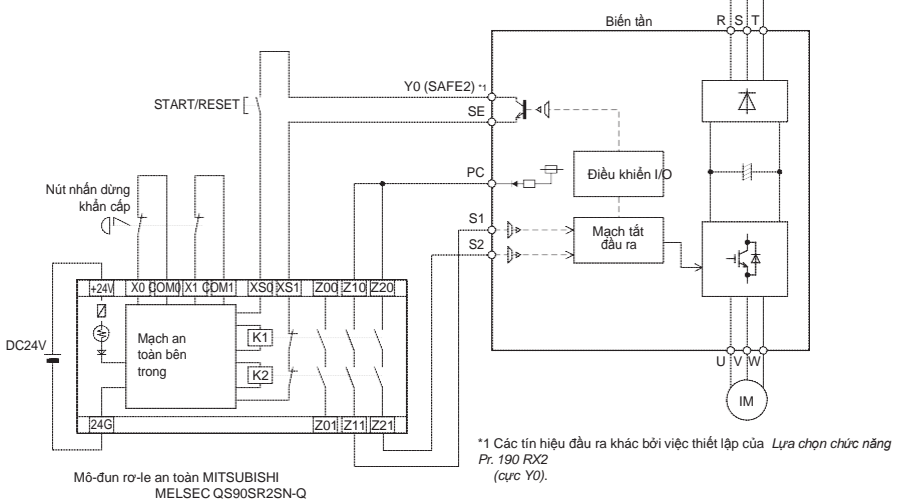 Biến tần
R S T
Y0 (SAFE2) *1
START/RESET
SE
PC
Điều khiển I/O
Nút nhấn dừng
khẩn cấp
S1
S2
Mạch tắt
đầu ra
+24V X0 COM0 X1 COM1 XS0 XS1 Z00 Z10 Z20
DC24V
Mạch an
toàn bên
trong
K1
K2
U V W
IM
24G Z01 Z11 Z21
*1 Các tín hiệu đầu ra khác bởi việc thiết lập của Lựa chọn chức năng
Pr. 190 RX2
(cực Y0).
Mô-đun rơ-le an toàn MITSUBISHI
MELSEC QS90SR2SN-Q